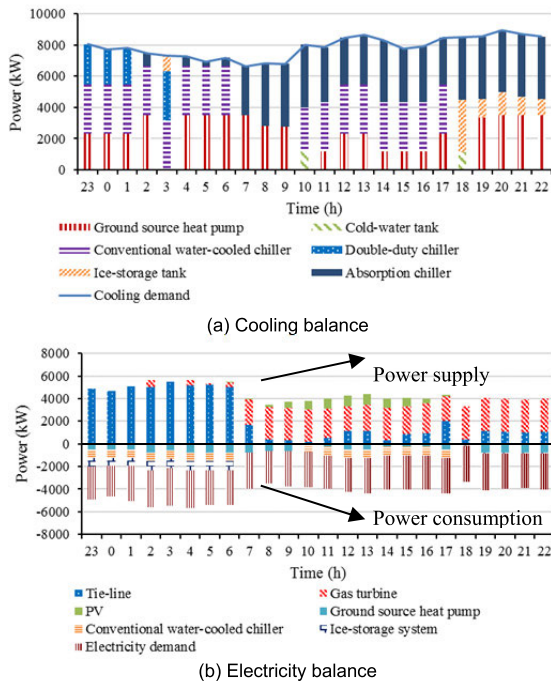 10000
8000
6000
4000
2000
0
Power (kW)
23 0 1 2 3 4 5 6 7 8 9 10 11 12 13 14 15 16 17 18 19 20 21 22
Time (h)
Ground source heat pump Cold-water tank
Conventional water-cooled chiller Double-duty chiller
Ice-storage tank Absorption chiller
Cooling demand
(a) Cooling balance
8000
6000
4000
2000
0
-2000
-4000
-6000
-8000
Power (kW)
Power supply
Power consumption
23 0 1 2 3 4 5 6 7 8 9 10 11 12 13 14 15 16 17 18 19 20 21 22
Time (h)
Tie-line Gas turbine
PV Ground source heat pump
Conventional water-cooled chiller Ice-storage system
Electricity demand
(b) Electricity balance